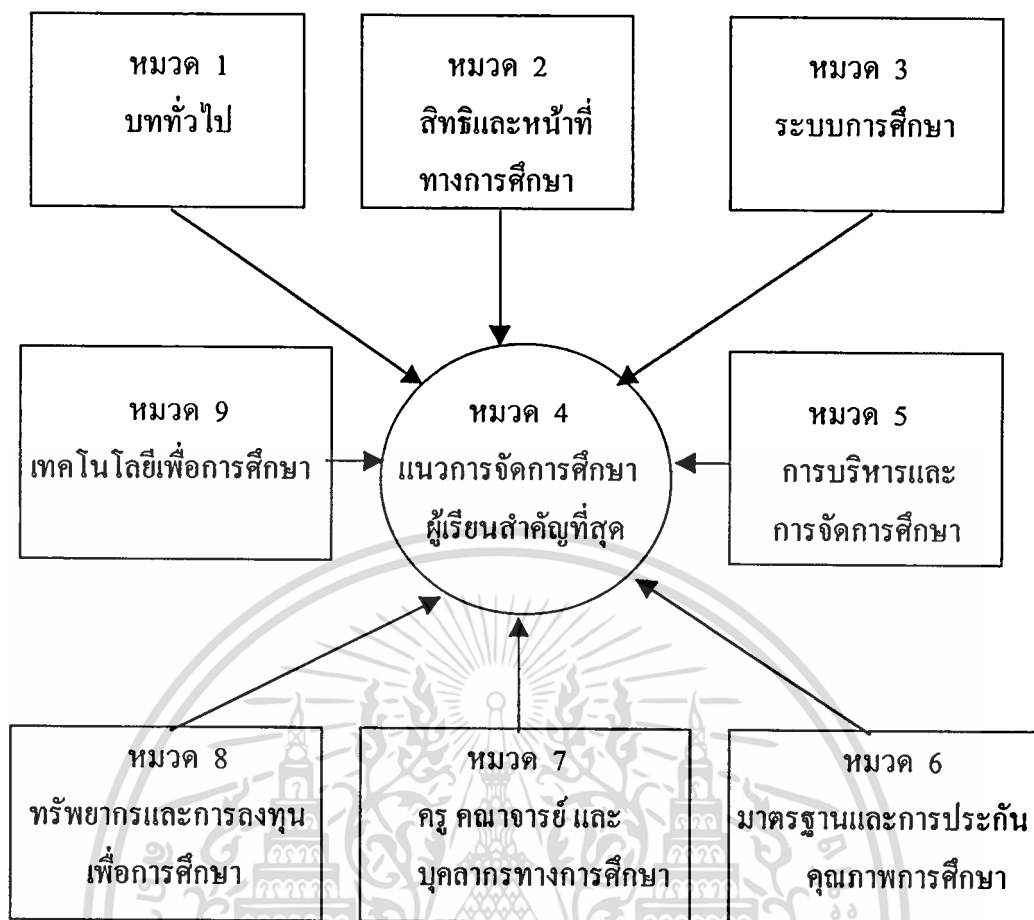 หมวด 1
บททั่วไป
หมวด 2
สิทธิและหน้าที่
ทางการศึกษา
หมวด 3
ระบบการศึกษา
หมวด 9
เทคโนโลยีเพื่อการศึกษา
หมวด 4
แนวการจัดการศึกษา
ผู้เรียนสำคัญที่สุด
หมวด 5
การบริหารและ
การจัดการศึกษา
หมวด 8
ทรัพยากรและการลงทุน
เพื่อการศึกษา
หมวด 7
ครู คณาจารย์ และ
บุคลากรทางการศึกษา
หมวด 6
มาตรฐานและการประกัน
คุณภาพการศึกษา